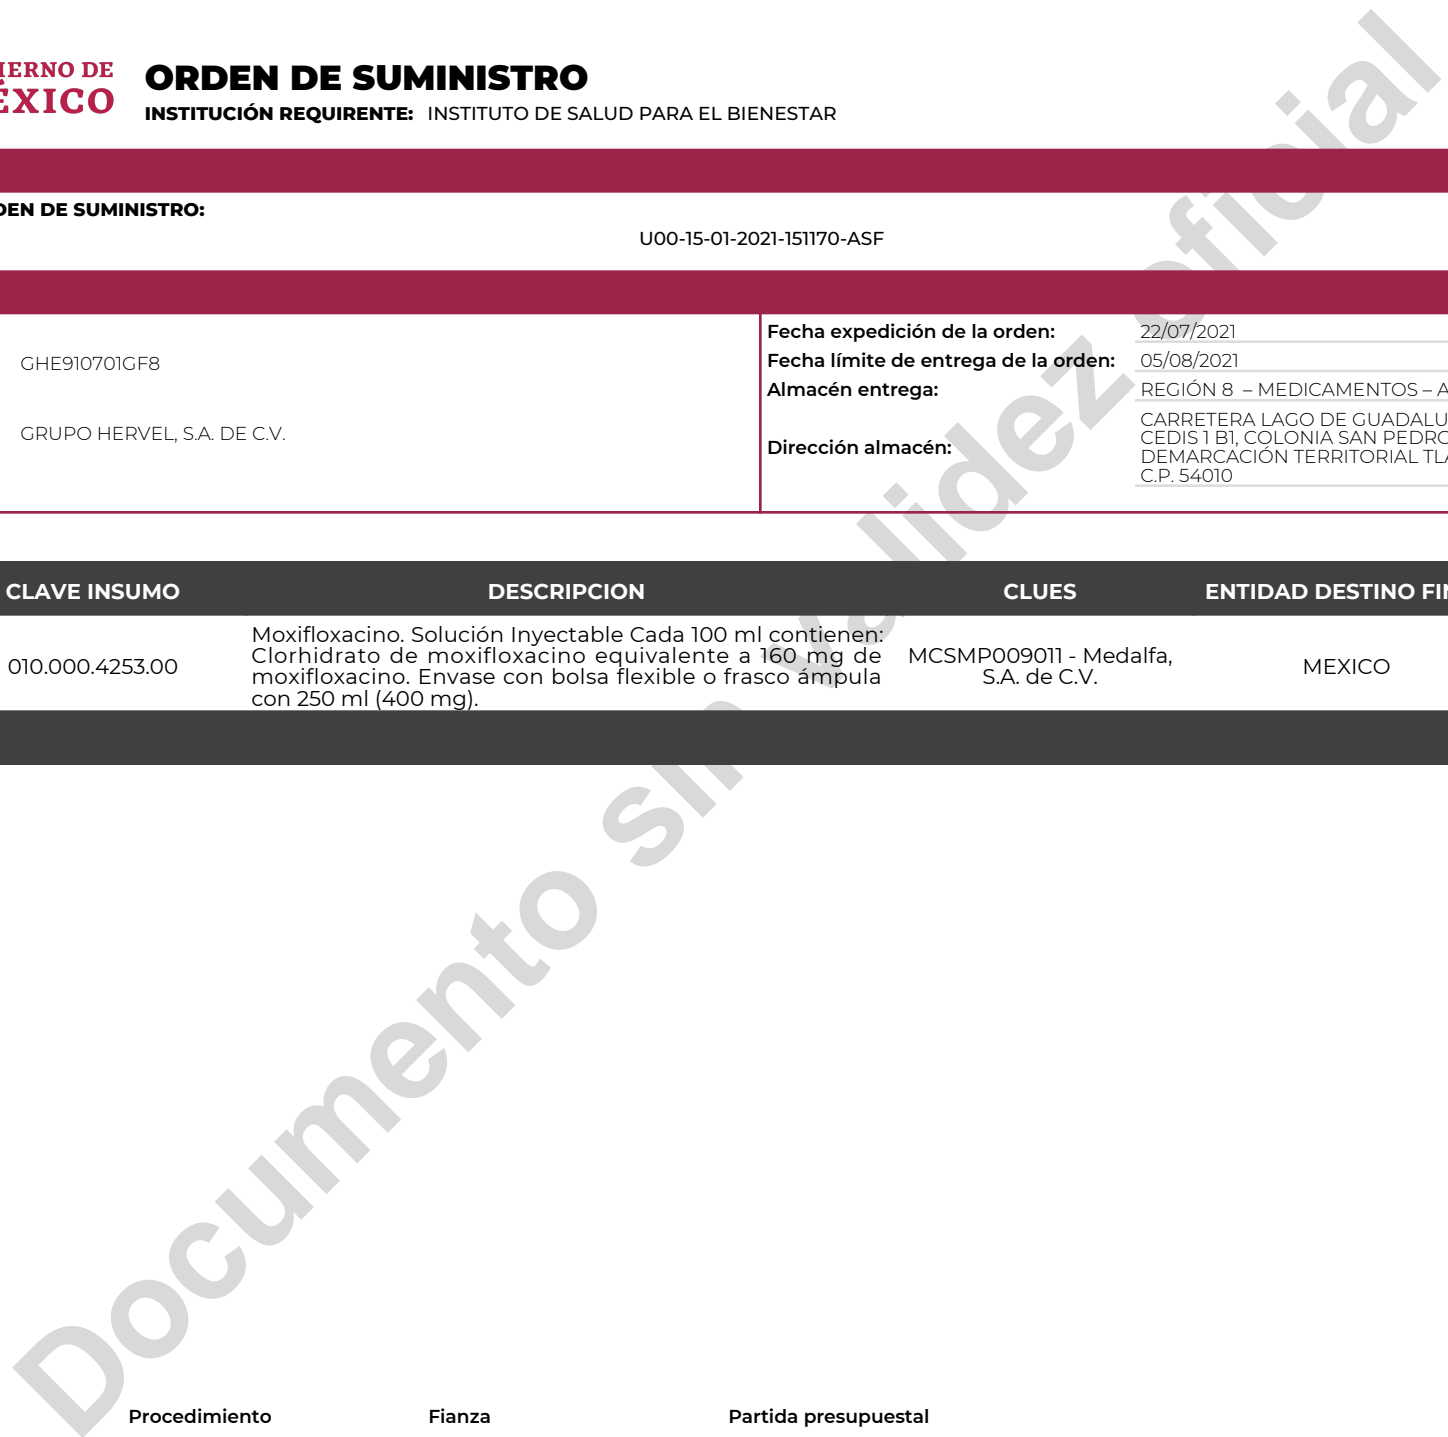 IERNO DE
ÉXICO
ORDEN DE SUMINISTRO
INSTITUCIÓN REQUIRENTE: INSTITUTO DE SALUD PARA EL BIENESTAR
DEN DE SUMINISTRO:
U00-15-01-2021-151170-ASF
GHE910701GF8
GRUPO HERVEL, S.A. DE C.V.
Fecha expedición de la orden: 22/07/2021
Fecha límite de entrega de la orden: 05/08/2021
Almacén entrega: REGIÓN 8 – MEDICAMENTOS – A
Dirección almacén:
CARRETERA LAGO DE GUADALU
CEDIS 1 B1, COLONIA SAN PEDRO
DEMARCACIÓN TERRITORIAL TLA
C.P. 54010
CLAVE INSUMO DESCRIPCION CLUES ENTIDAD DESTINO FIN
010.000.4253.00
Moxifloxacino. Solución Inyectable Cada 100 ml contienen:
Clorhidrato de moxifloxacino equivalente a 160 mg de
moxifloxacino. Envase con bolsa flexible o frasco ámpula
con 250 ml (400 mg).
MCSMP009011 - Medalfa,
S.A. de C.V.
MEXICO
Documento sin validez oficial
Procedimiento Fianza Partida presupuestal